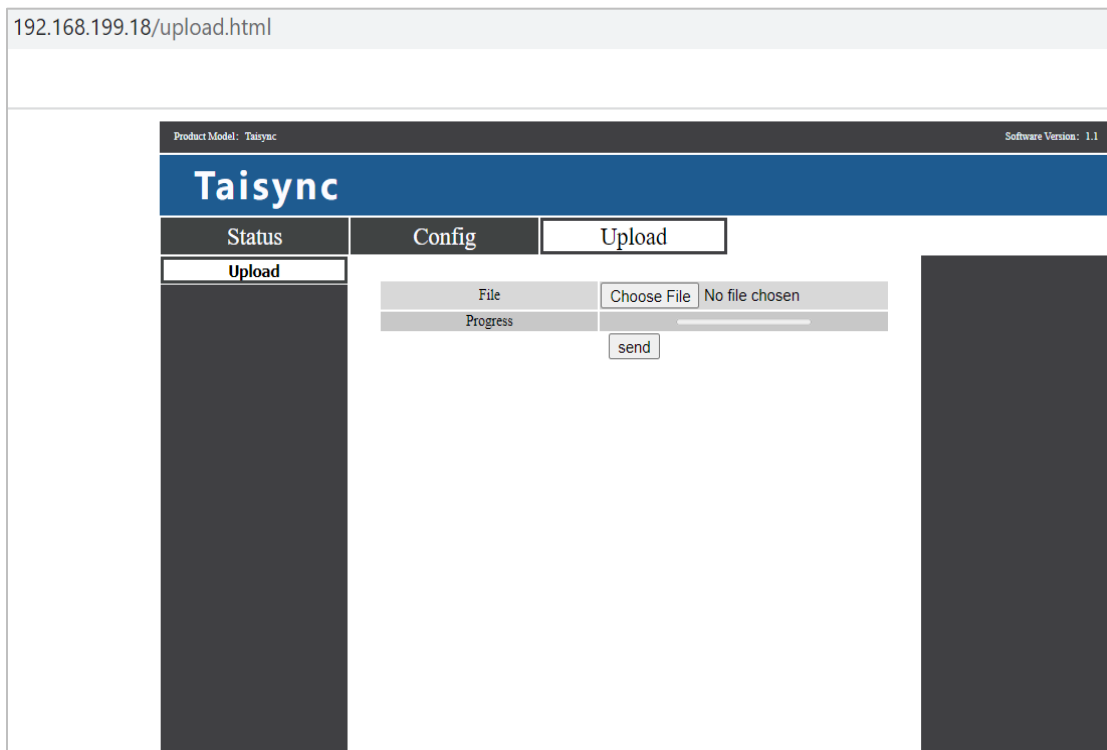 192.168.199.18/upload.html
Product Model: Taisync Software Version: 1.1
Taisync
Status Config Upload
Upload
File Choose File No file chosen
Progress
send